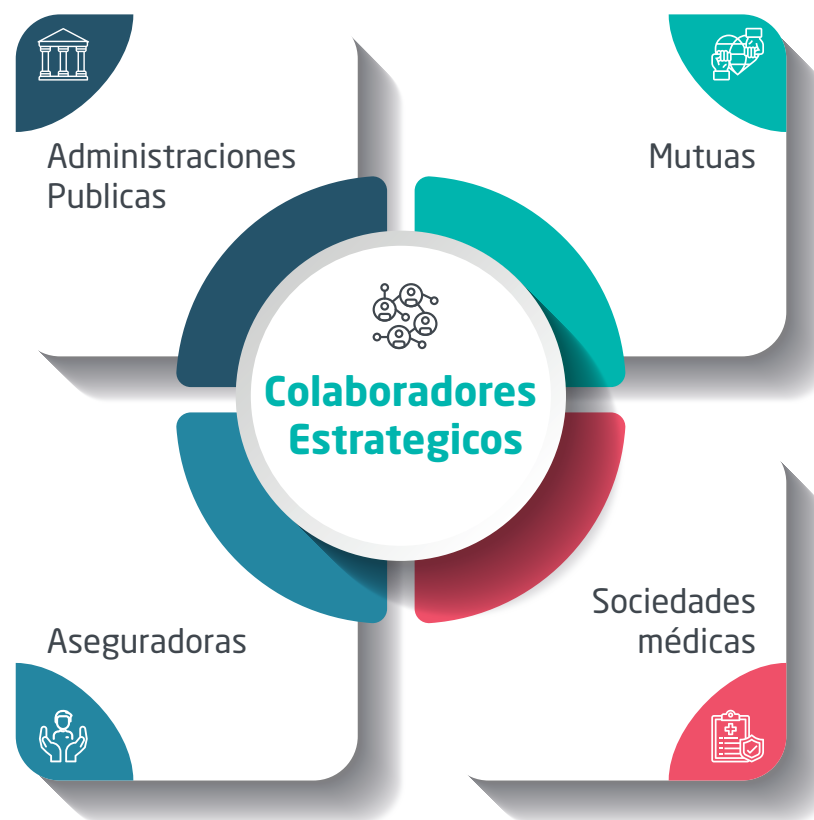 Administraciones
Publicas
Mutuas
Colaboradores
Estrategicos
Aseguradoras
Sociedades
médicas